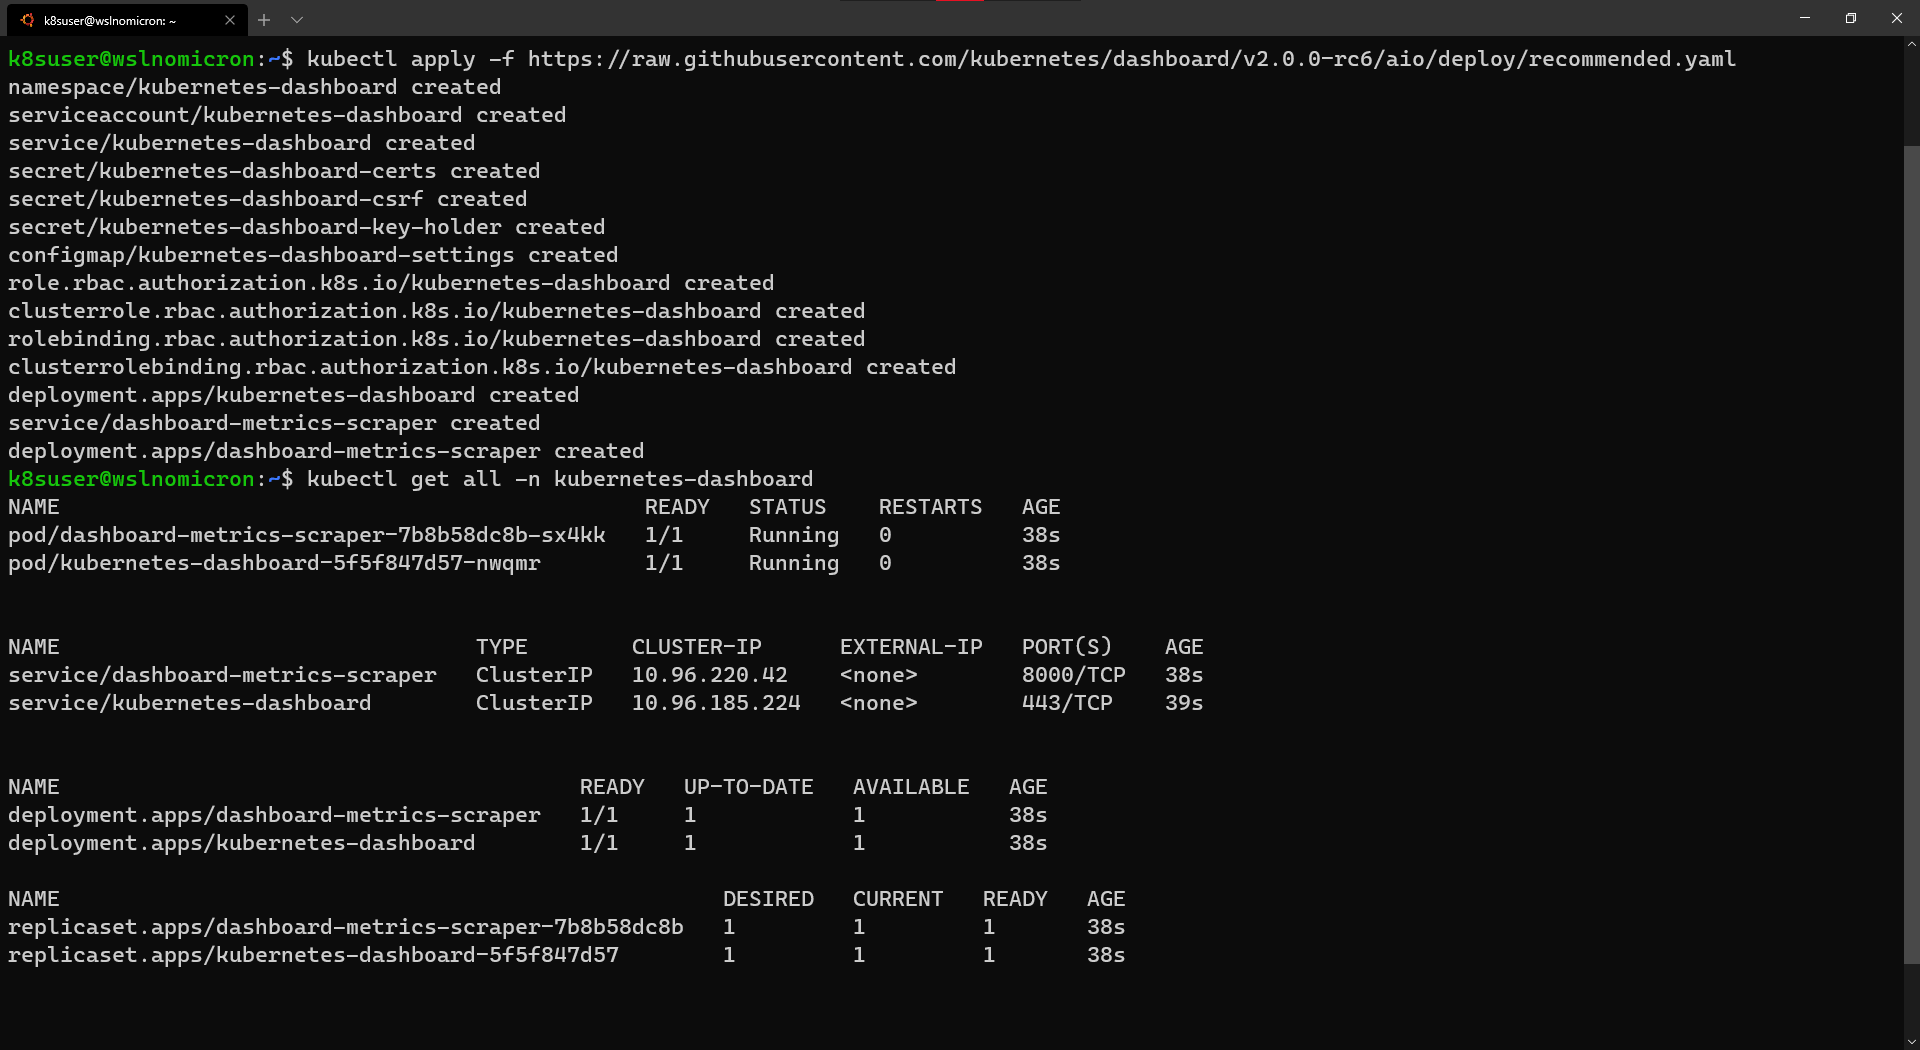 k8suser@wslnomicron: ~
k8suser@wslnomicron:~$ kubectl apply -f https://raw.githubusercontent.com/kubernetes/dashboard/v2.0.0-rc6/aio/deploy/recommended.yaml
namespace/kubernetes-dashboard created
serviceaccount/kubernetes-dashboard created
service/kubernetes-dashboard created
secret/kubernetes-dashboard-certs created
secret/kubernetes-dashboard-csrf created
secret/kubernetes-dashboard-key-holder created
configmap/kubernetes-dashboard-settings created
role.rbac.authorization.k8s.io/kubernetes-dashboard created
clusterrole.rbac.authorization.k8s.io/kubernetes-dashboard created
rolebinding.rbac.authorization.k8s.io/kubernetes-dashboard created
clusterrolebinding.rbac.authorization.k8s.io/kubernetes-dashboard created
deployment.apps/kubernetes-dashboard created
service/dashboard-metrics-scraper created
deployment.apps/dashboard-metrics-scraper created
k8suser@wslnomicron:~$ kubectl get all -n kubernetes-dashboard
NAME                                             READY   STATUS    RESTARTS   AGE
pod/dashboard-metrics-scraper-7b8b58dc8b-sx4kk   1/1     Running   0          38s
pod/kubernetes-dashboard-5f5f847d57-nwqmr        1/1     Running   0          38s
NAME                                TYPE        CLUSTER-IP      EXTERNAL-IP   PORT(S)    AGE
service/dashboard-metrics-scraper   ClusterIP   10.96.220.42    <none>        8000/TCP   38s
service/kubernetes-dashboard        ClusterIP   10.96.185.224   <none>        443/TCP    39s
NAME                                        READY   UP-TO-DATE   AVAILABLE   AGE
deployment.apps/dashboard-metrics-scraper   1/1     1            1           38s
deployment.apps/kubernetes-dashboard        1/1     1            1           38s
NAME                                                   DESIRED   CURRENT   READY   AGE
replicaset.apps/dashboard-metrics-scraper-7b8b58dc8b   1         1         1       38s
replicaset.apps/kubernetes-dashboard-5f5f847d57        1         1         1       38s